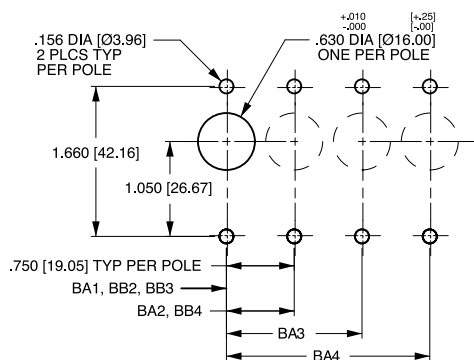 +.010 [+.25]
-.000 [-.00]
.156 DIA [Ø3.96]
2 PLCS TYP
PER POLE
.630 DIA [Ø16.00]
ONE PER POLE
1.660 [42.16]
1.050 [26.67]
.750 [19.05] TYP PER POLE
BA1, BB2, BB3
BA2, BB4
BA3
BA4